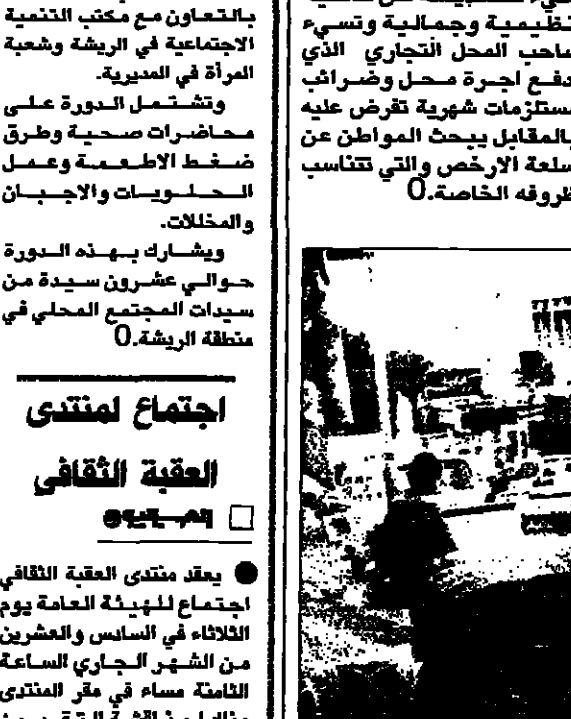 بالتعاون مع مكتب التنمية
الاجتماعية في الريشة وشعبة
المرأة في المديرية.
وتشتمل الدورة على
محاضرات صحية وطرق
ضغط الاطعمة وعمل
الحلويات والاجبان
والمخللات.
ويشارك بهذه الدورة
حوالي عشرون سيدة من
سيدات المجتمع المحلي في
منطقة الريشة.O
اجتماع لمنتدى
العقبة الثقافي
يعقد منتدى العقبة الثقافي
اجتماع للهيئة العامة يوم
الثلاثاء في السادس والعشرين
من الشهر الجاري الساعة
الثامنة مساء في مقر المنتدى
تنظيمية وجمالية وتسيء
صاحب المحل التجاري الذي
دفع اجرة محل وضرائب
مستلزمات شهرية تفرض عليه
بالمقابل يبحث المواطن عن
سلعة الارخص والتي تتناسب
ظروفه الخاصة.O